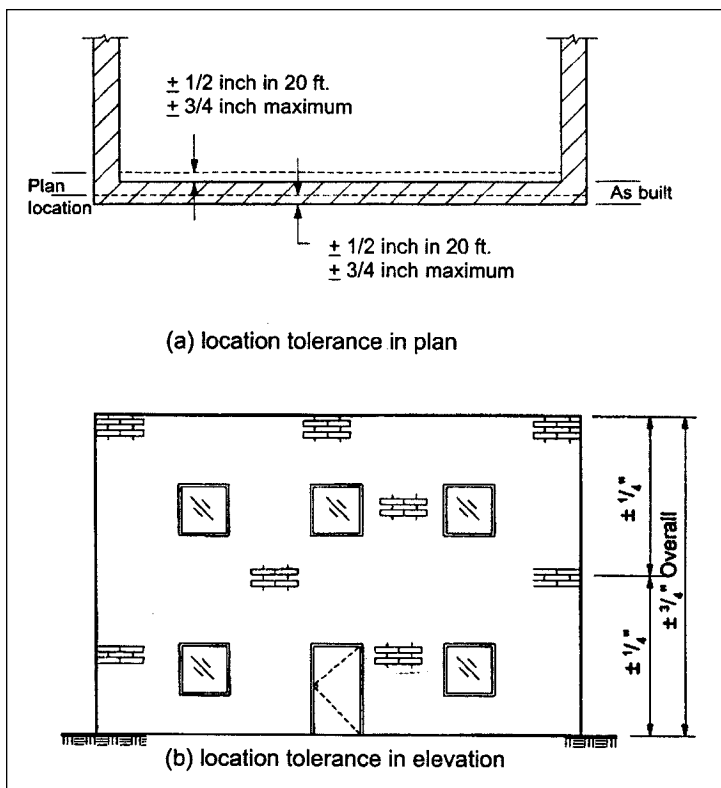 ± 1/2 inch in 20 ft.
± 3/4 inch maximum
Plan
location
As built
± 1/2 inch in 20 ft.
± 3/4 inch maximum
(a) location tolerance in plan
± 1/4"
± 3/4" Overall
± 1/4"
(b) location tolerance in elevation